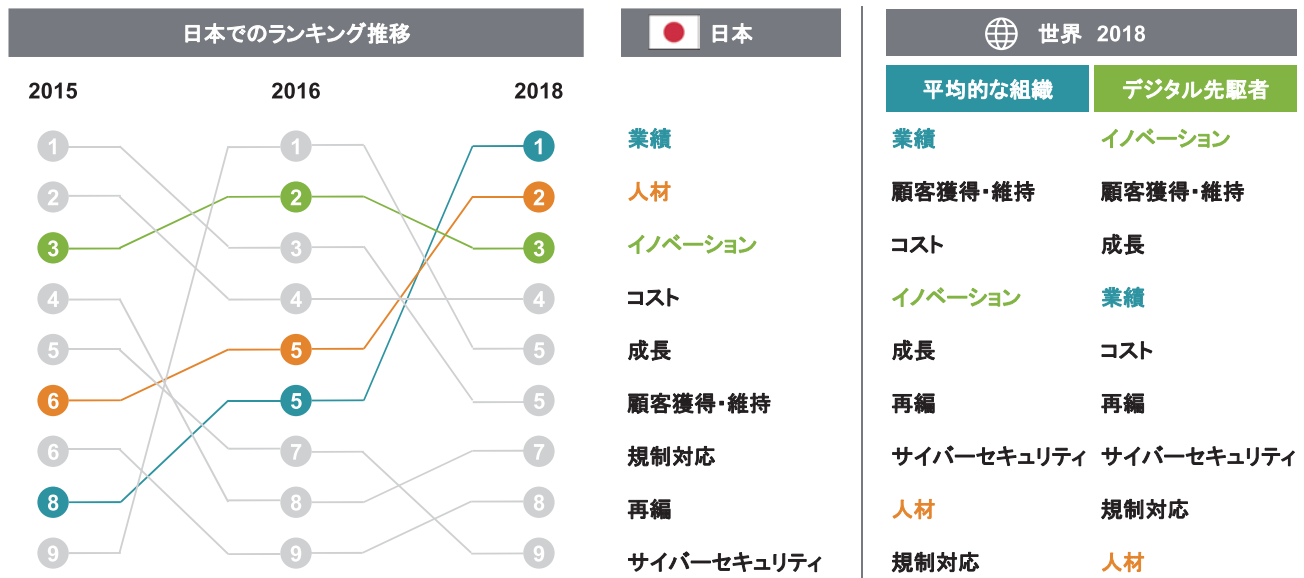 日本でのランキング推移
2015 2016 2018
1 1 1
2 2 2
3 3 3
4 4 4
5 5 5
6 5 5
6 7 7
8 8 8
9 9 9
日本
業績
人材
イノベーション
コスト
成長
顧客獲得・維持
規制対応
再編
サイバーセキュリティ
世界 2018
平均的な組織 デジタル先駆者
業績 イノベーション
顧客獲得・維持 顧客獲得・維持
コスト 成長
イノベーション 業績
成長 コスト
再編 再編
サイバーセキュリティ サイバーセキュリティ
人材 規制対応
規制対応 人材